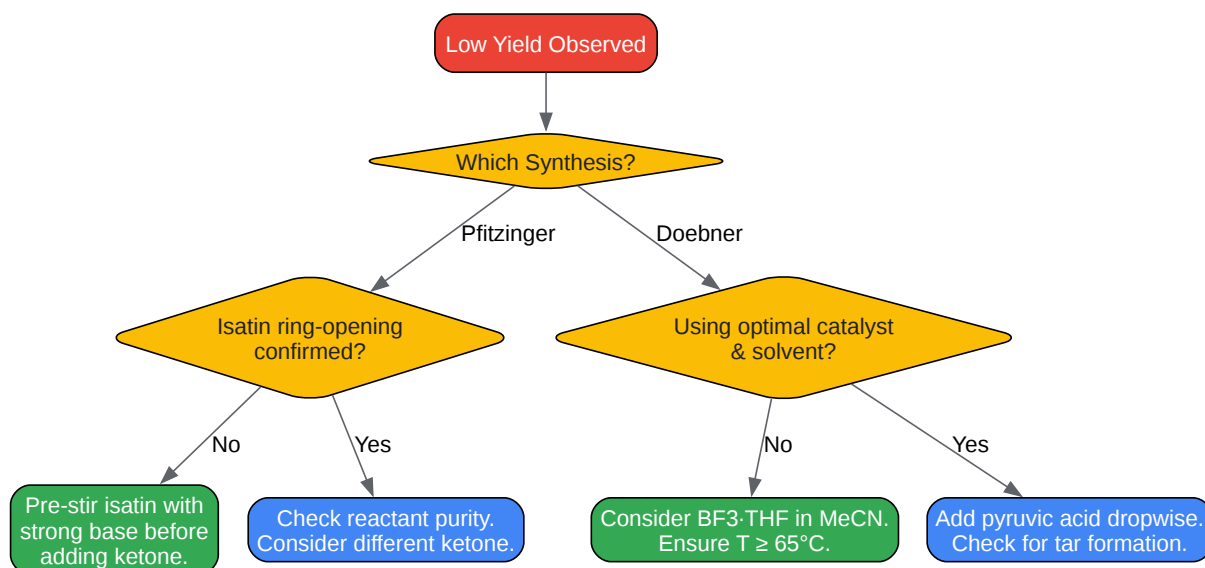 Low Yield Observed
Which Synthesis?
Pfitzinger
Doebner
Isatin ring-opening
confirmed?
Using optimal catalyst
& solvent?
No
Yes
No
Yes
Pre-stir isatin with
strong base before
adding ketone.
Check reactant purity.
Consider different ketone.
Consider BF3·THF in MeCN.
Ensure T ≥ 65°C.
Add pyruvic acid dropwise.
Check for tar formation.